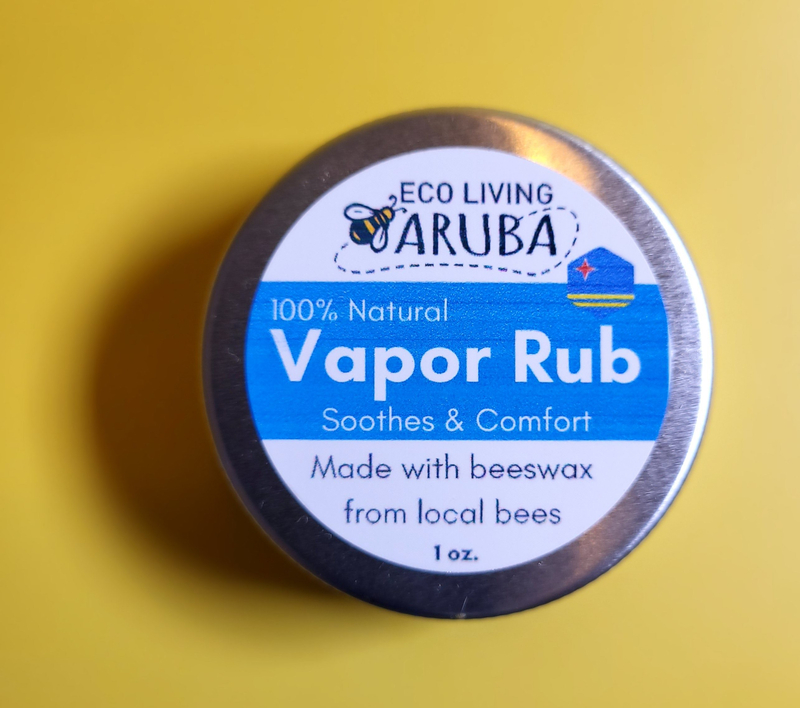 ECO LIVING
ARUBA
100% Natural
Vapor Rub
Soothes & Comfort
Made with beeswax
from local bees
1 oz.